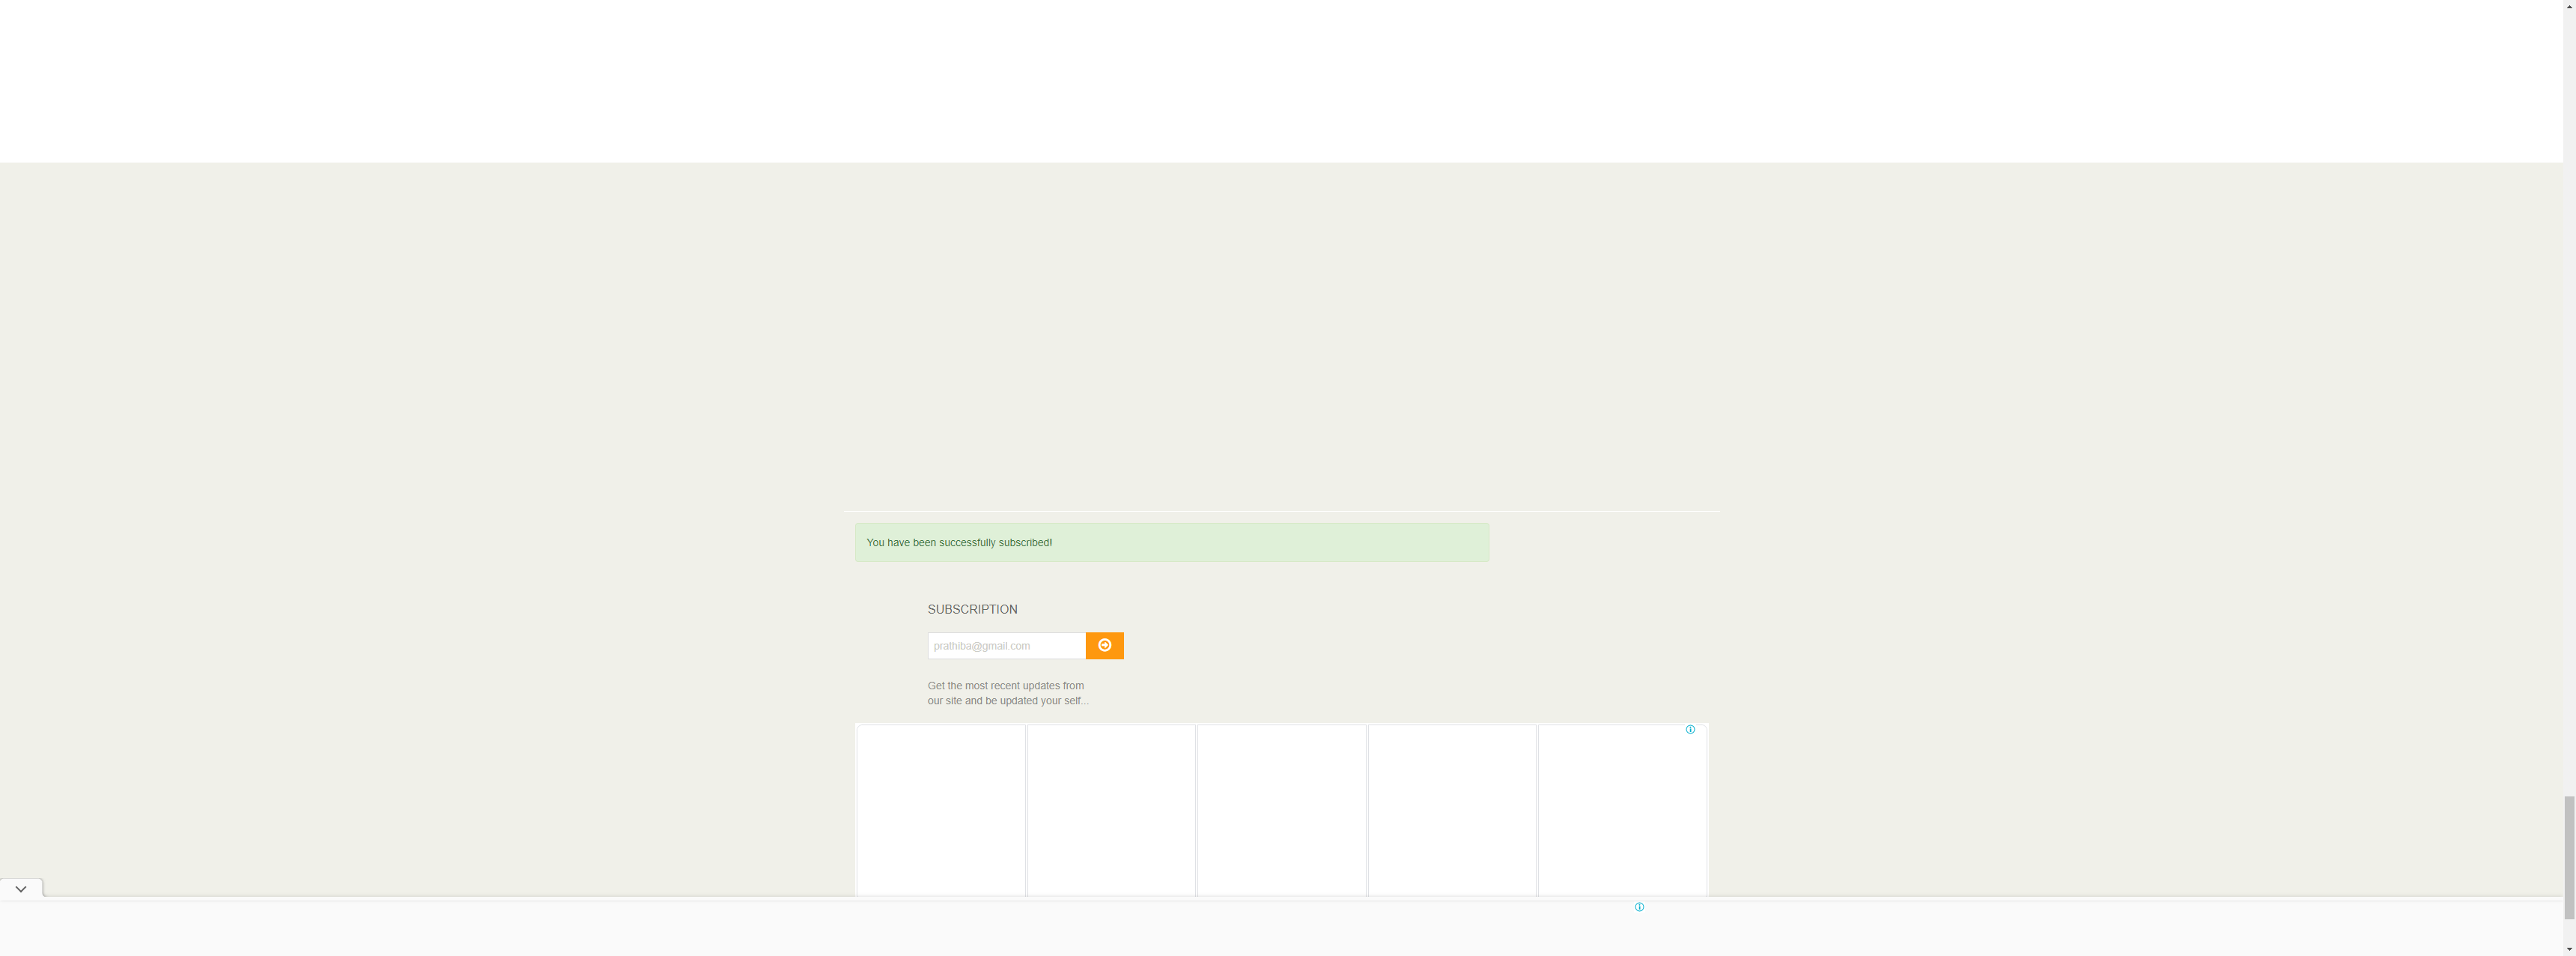 You have been successfully subscribed!
SUBSCRIPTION
prathiba@gmail.com
Get the most recent updates from
our site and be updated your self...